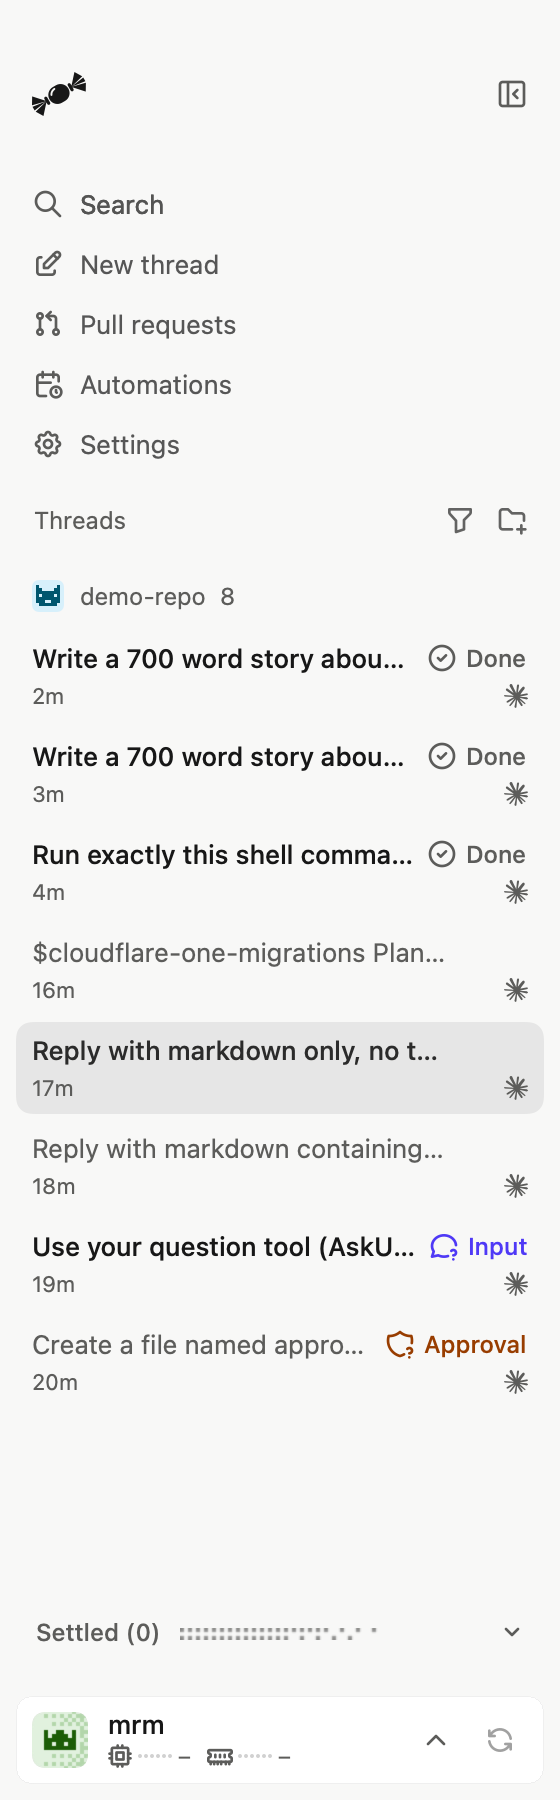 Search
New thread
Pull requests
Automations
Settings
Threads
demo-repo 8
Write a 700 word story abou... Done
2m
Write a 700 word story abou... Done
3m
Run exactly this shell comma... Done
4m
$cloudflare-one-migrations Plan...
16m
Reply with markdown only, no t...
17m
Reply with markdown containing...
18m
Use your question tool (AskU... Input
19m
Create a file named appro... Approval
20m
Settled (0)
mrm
– –